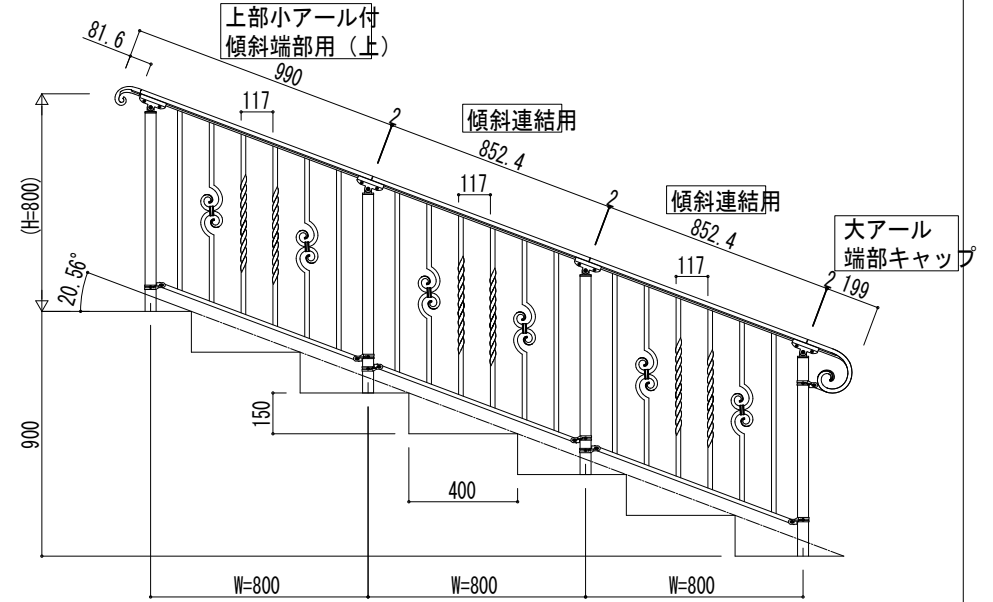 上部小アール付
傾斜端部用（上）
81.6
990
117
2
傾斜連結用
852.4
117
2
傾斜連結用
852.4
117
大アール
端部キャップ
2
199
(H=800)
20.56°
900
150
400
W=800
W=800
W=800